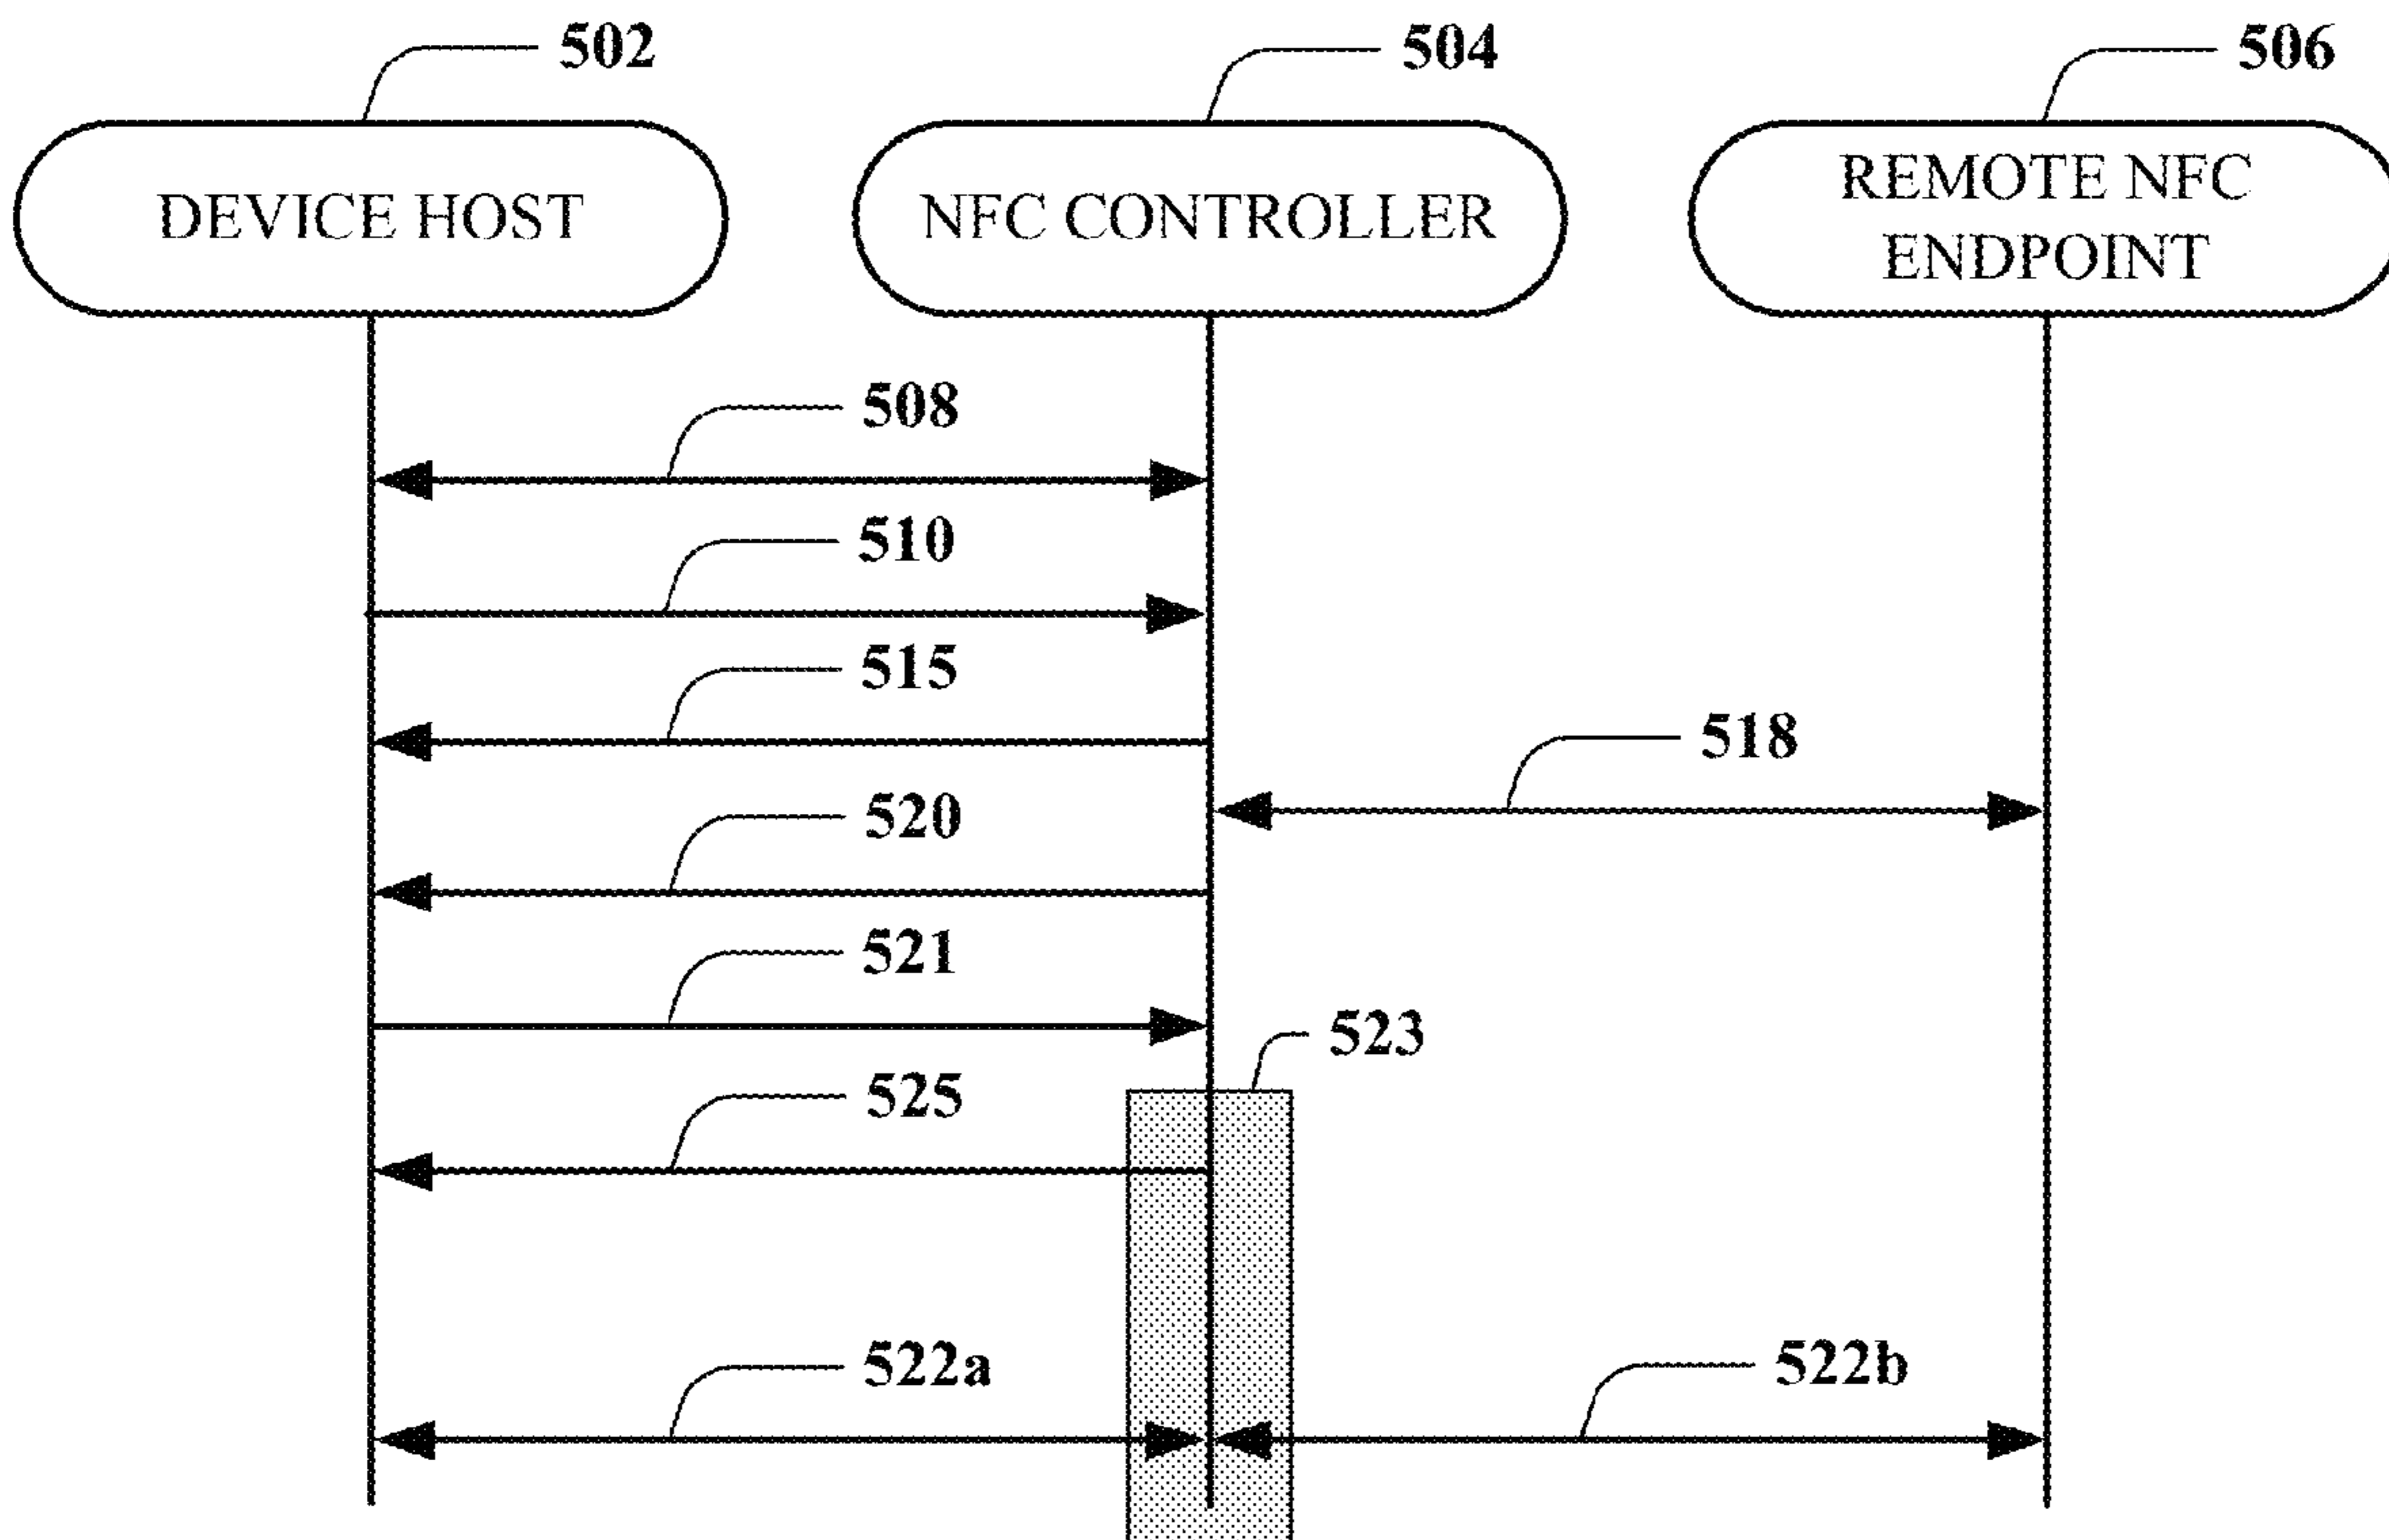 502
504
506
DEVICE HOST
NFC CONTROLLER
REMOTE NFC
ENDPOINT
508
510
515
518
520
521
523
525
522a
522b